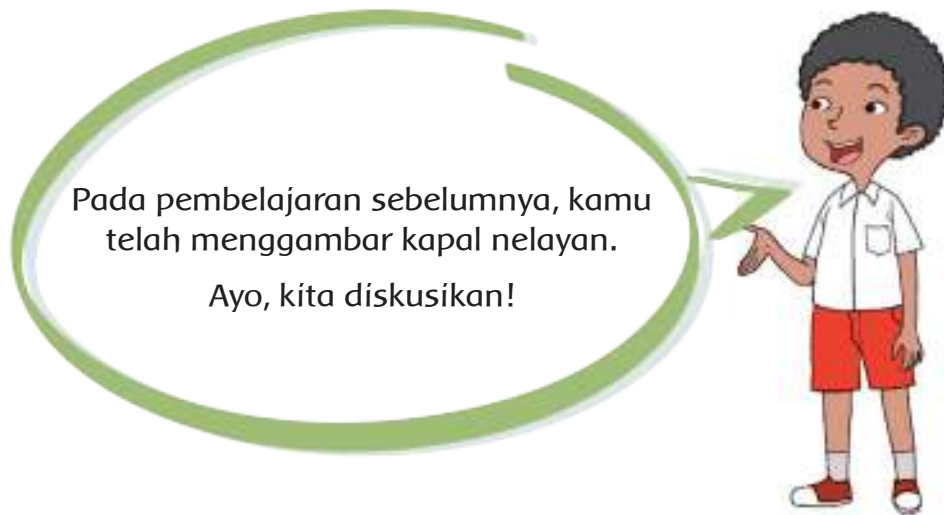 Pada pembelajaran sebelumnya, kamu
telah menggambar kapal nelayan.
Ayo, kita diskusikan!